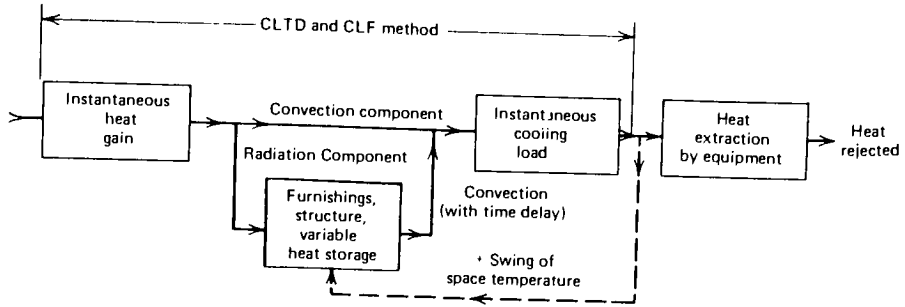 CLTD and CLF method
Instantaneous
heat
gain
Convection component
Radiation Component
Furnishings,
structure,
variable
heat storage
Convection
(with time delay)
Instantaneous
cooling
load
Heat
extraction
by equipment
Heat
rejected
+ Swing of
space temperature